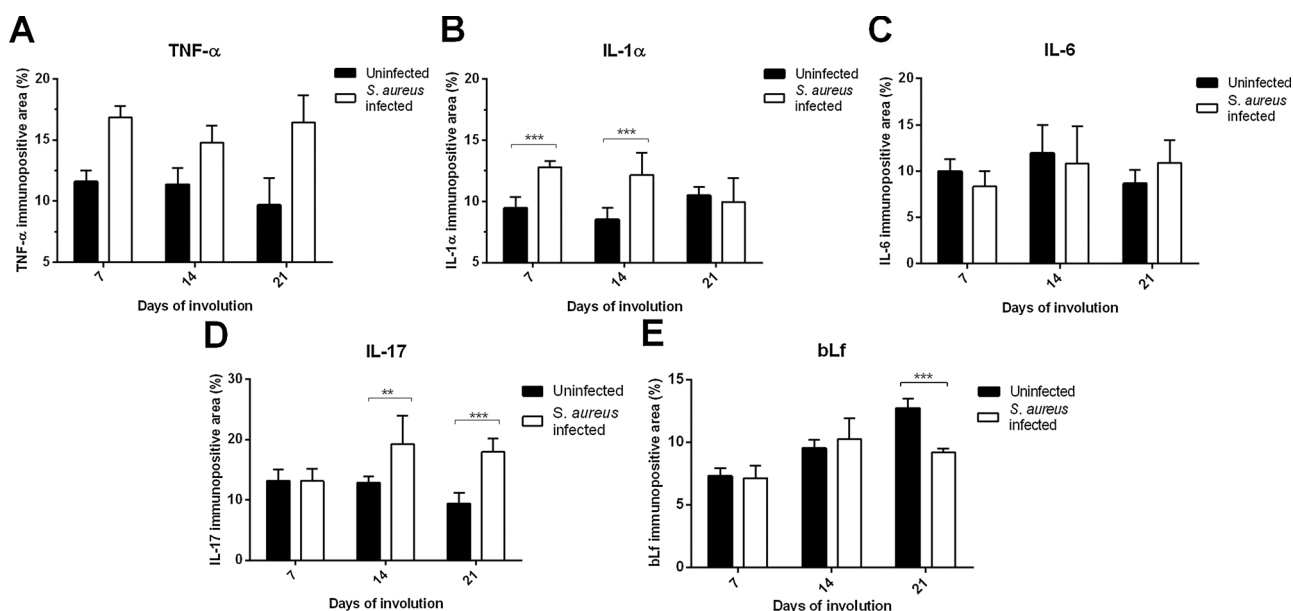 A
TNF-α
TNF-α immunopositive area (%)
20
15
10
5
7
14
21
Days of involution
Uninfected
S. aureus
infected
B
IL-1α
IL-1α immunopositive area (%)
20
15
10
5
***
***
7
14
21
Days of involution
Uninfected
S. aureus
infected
C
IL-6
IL-6 immunopositive area (%)
20
15
10
5
0
7
14
21
Days of involution
Uninfected
S. aureus
infected
D
IL-17
IL-17 immunopositive area (%)
30
20
10
0
**
***
7
14
21
Days of involution
Uninfected
S. aureus
infected
E
bLf
bLf immunopositive area (%)
15
10
5
0
***
7
14
21
Days of involution
Uninfected
S. aureus
infected